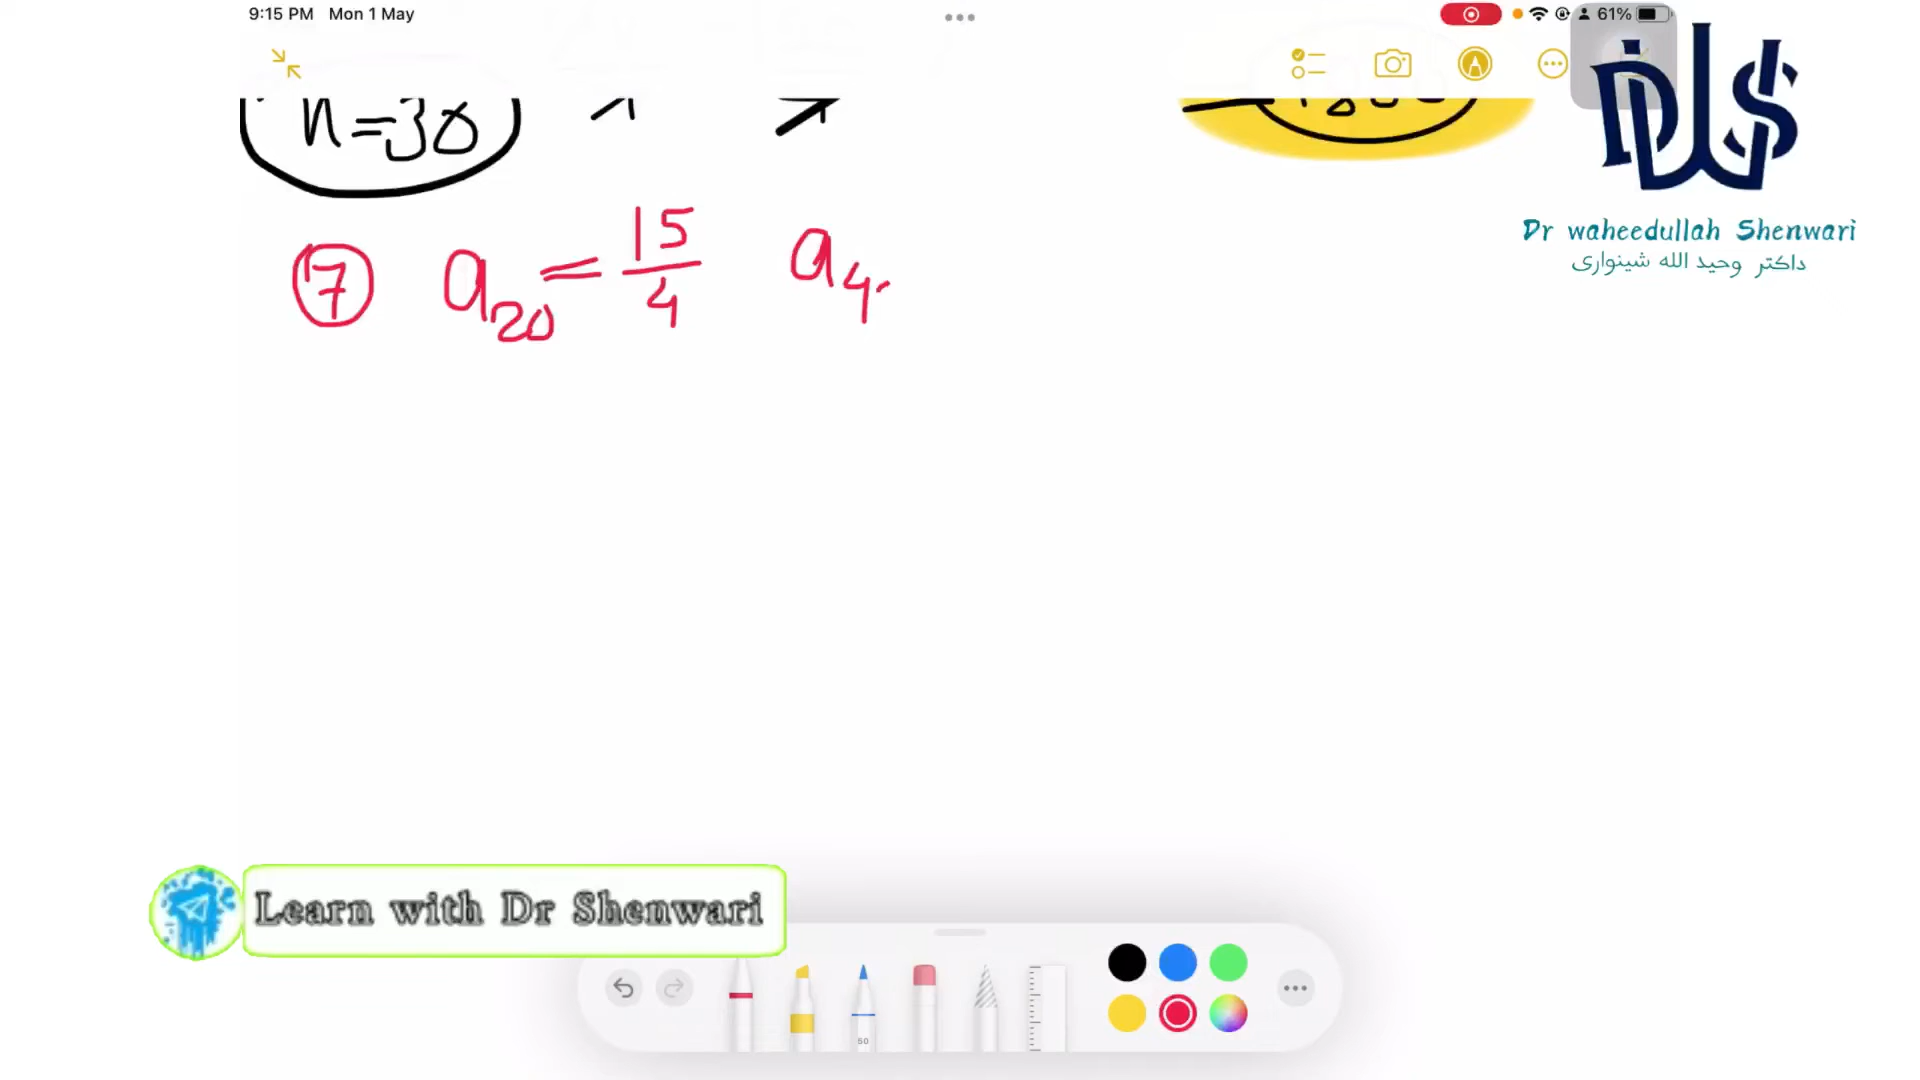 9:15 PM Mon 1 May
61%
n=30
7 a20 = 15/4 a4
Dr waheedullah Shenwari
داکتر وحید الله شینواری
Learn with Dr Shenwari
50